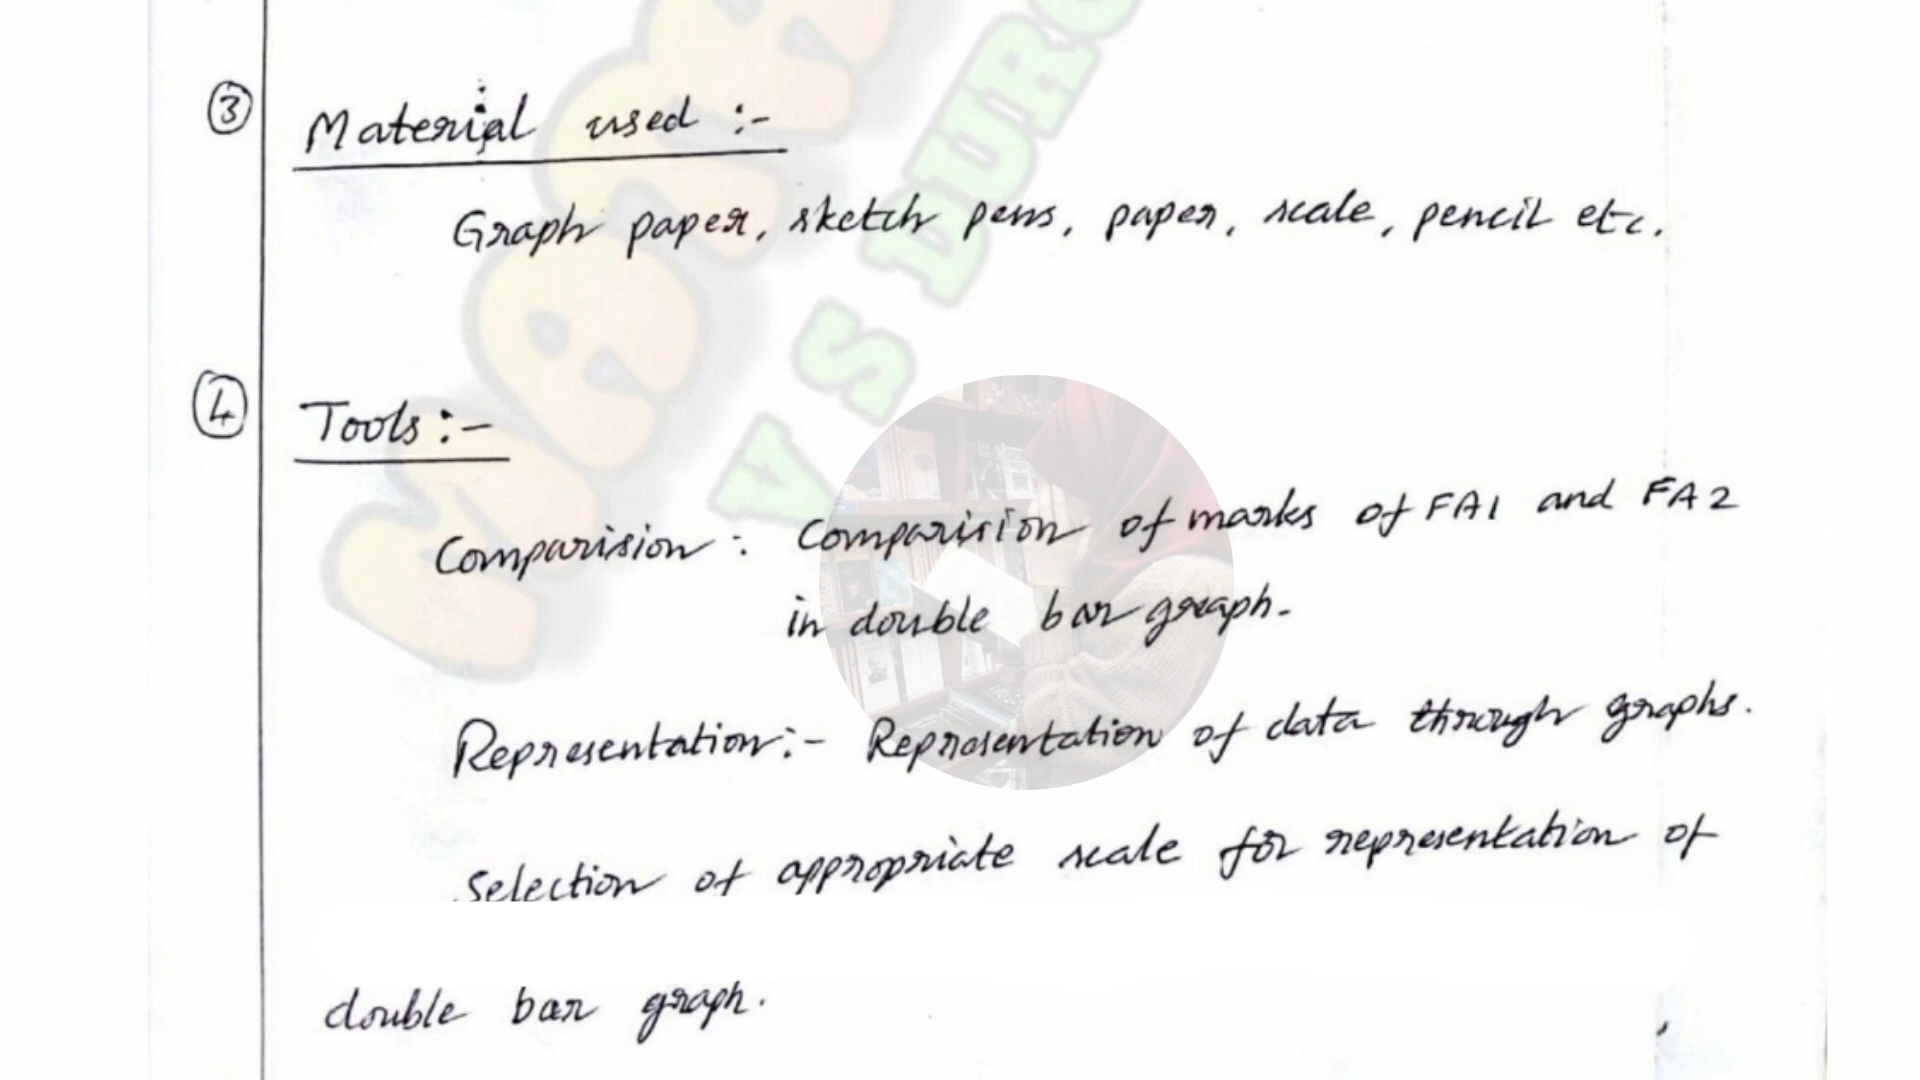 ③ Material used :-
Graph paper, sketch pens, paper, scale, pencil etc.
④ Tools :-
Comparision : Comparision of marks of FA1 and FA2
in double bar graph.
Representation :- Representation of data through graphs.
Selection of appropriate scale for representation of
double bar graph.
VS DURG